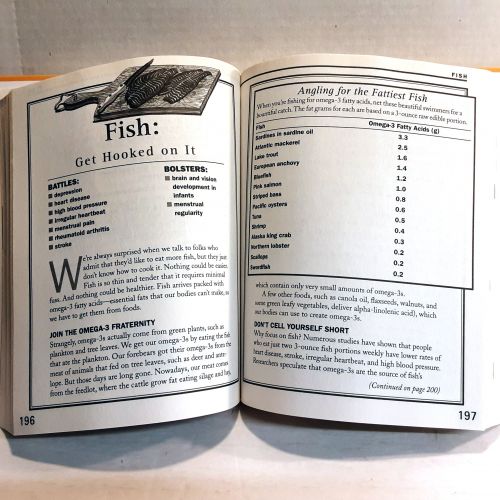 Fish:
Get Hooked on It
BATTLES:
■ depression
■ heart disease
■ high blood pressure
■ irregular heartbeat
■ menstrual pain
■ rheumatoid arthritis
■ stroke
BOLSTERS:
■ brain and vision
development in
infants
■ menstrual
regularity
We're always surprised when we talk to folks who
admit that they'd like to eat more fish, but they just
don't know how to cook it. Nothing could be easier.
Fish is so thin and tender that it requires minimal
fuss. And nothing could be healthier. Fish arrives packed with
omega-3 fatty acids—essential fats that our bodies can't make, so
we have to get them from foods.
JOIN THE OMEGA-3 FRATERNITY
Strangely, omega-3s actually come from green plants, such as
plankton and tree leaves. We get our omega-3s by eating the fish
that ate the plankton. Our forebears got their omega-3s from the
meat of animals that fed on tree leaves, such as deer and ante-
lope. But those days are long gone. Nowadays, our meat comes
from the feedlot, where the cattle grow fat eating silage and hay,
196
FISH
Angling for the Fattiest Fish
When you're fishing for omega-3 fatty acids, net these beautiful swimmers for a
bountiful catch. The fat grams for each are based on a 3-ounce raw edible portion.
Fish Omega-3 Fatty Acids (g)
Sardines in sardine oil 3.3
Atlantic mackerel 2.5
Lake trout 1.6
European anchovy 1.4
Bluefish 1.2
Pink salmon 1.0
Striped bass 0.8
Pacific oysters 0.6
Tuna 0.5
Shrimp 0.4
Alaska king crab 0.3
Northern lobster 0.2
Scallops 0.2
Swordfish 0.2
which contain only very small amounts of omega-3s.
A few other foods, such as canola oil, flaxseeds, walnuts, and
some green leafy vegetables, deliver alpha-linolenic acid), which
our bodies can use to create omega-3s.
DON'T CELL YOURSELF SHORT
Why focus on fish? Numerous studies have shown that people
who eat just two 3-ounce fish portions weekly have lower rates of
heart disease, stroke, irregular heartbeat, and high blood pressure.
Researchers speculate that omega-3s are the source of fish's
(Continued on page 200)
197